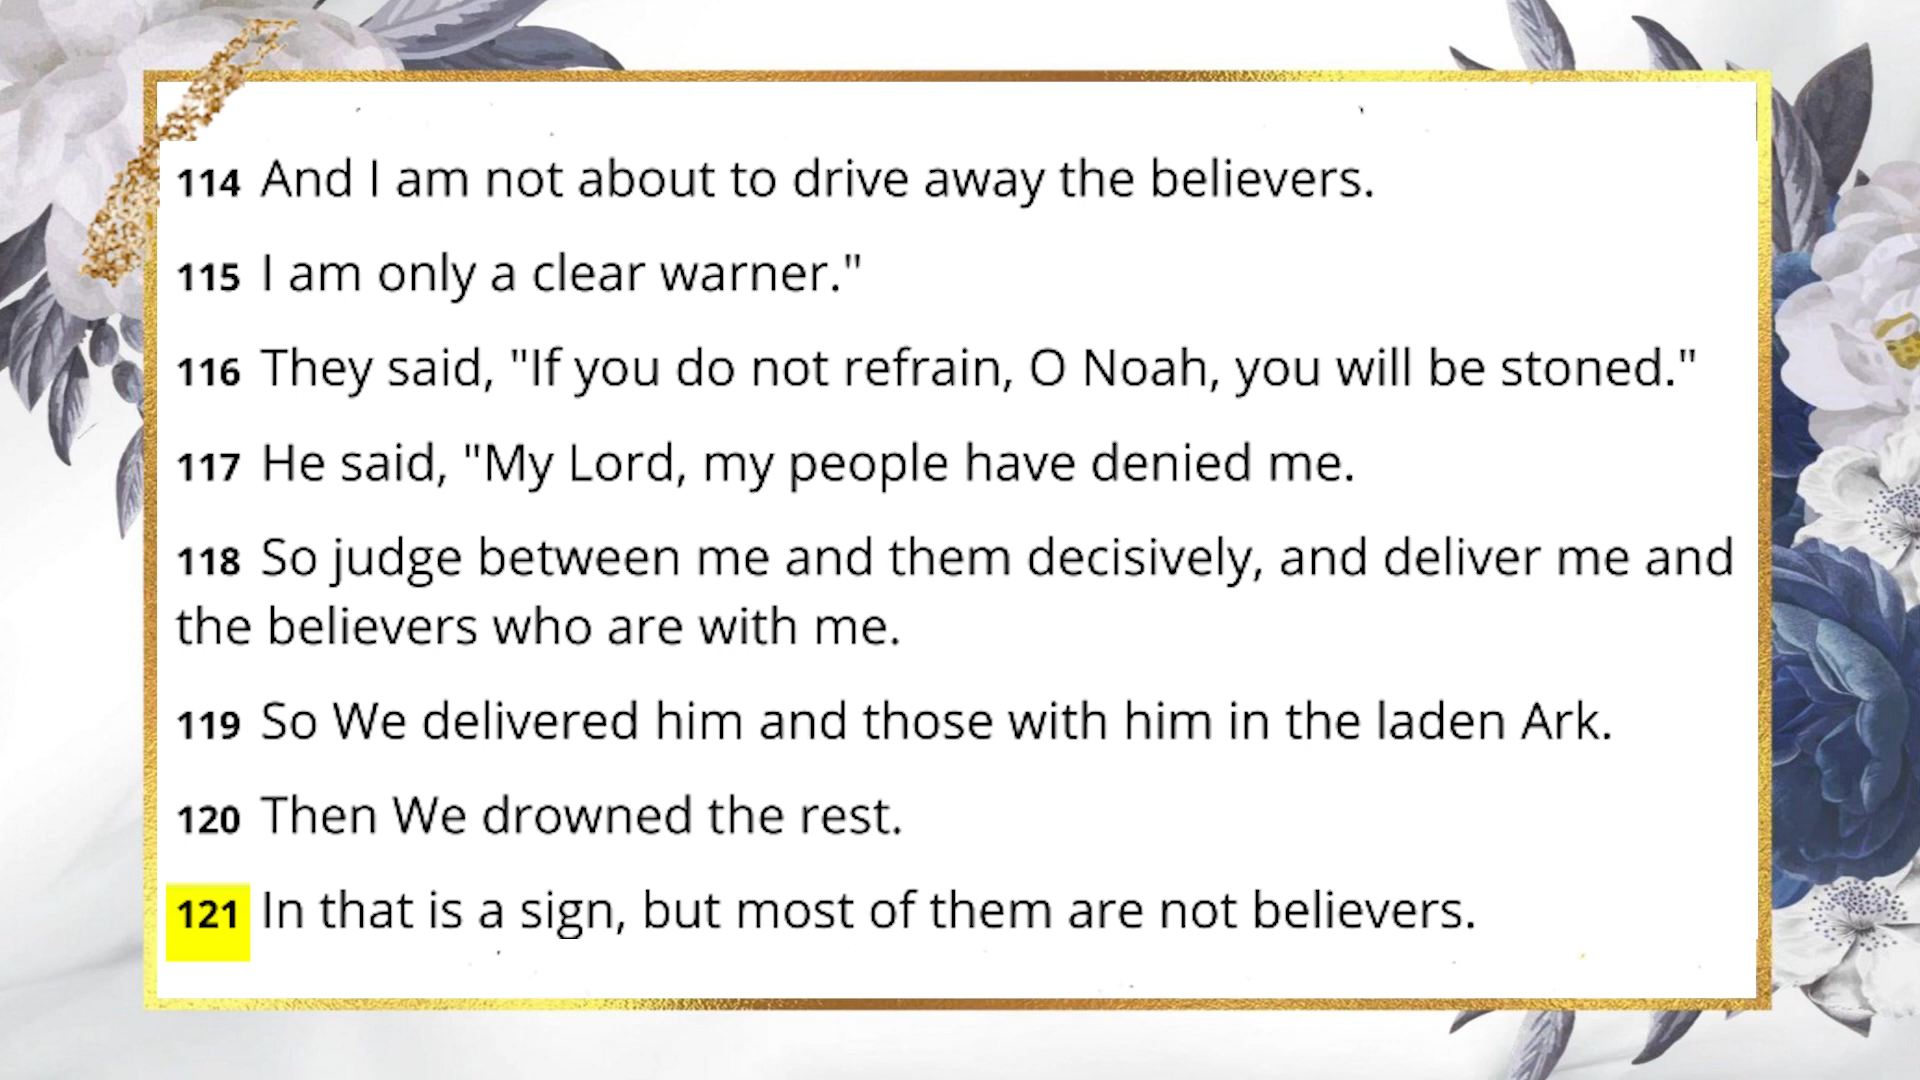 114 And I am not about to drive away the believers.
115 I am only a clear warner."
116 They said, "If you do not refrain, O Noah, you will be stoned."
117 He said, "My Lord, my people have denied me.
118 So judge between me and them decisively, and deliver me and
the believers who are with me.
119 So We delivered him and those with him in the laden Ark.
120 Then We drowned the rest.
121 In that is a sign, but most of them are not believers.